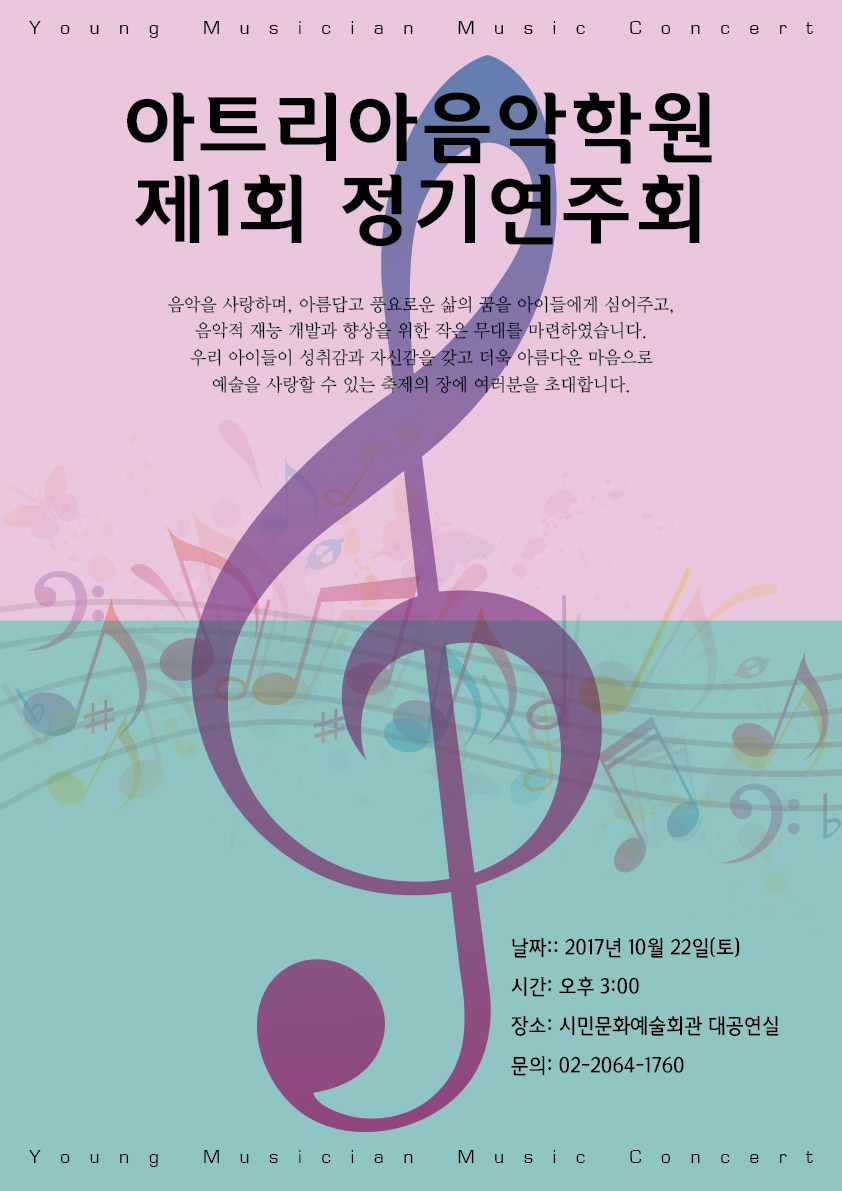 Young Musician Music Concert
아트리아음악학원
제1회 정기연주회
음악을 사랑하며, 아름답고 풍요로운 삶의 꿈을 아이들에게 심어주고,
음악적 재능 개발과 향상을 위한 작은 무대를 마련하였습니다.
우리 아이들이 성취감과 자신감을 갖고 더욱 아름다운 마음으로
예술을 사랑할 수 있는 축제의 장에 여러분을 초대합니다.
날짜:: 2017년 10월 22일(토)
시간: 오후 3:00
장소: 시민문화예술회관 대공연실
문의: 02-2064-1760
Young Musician Music Concert